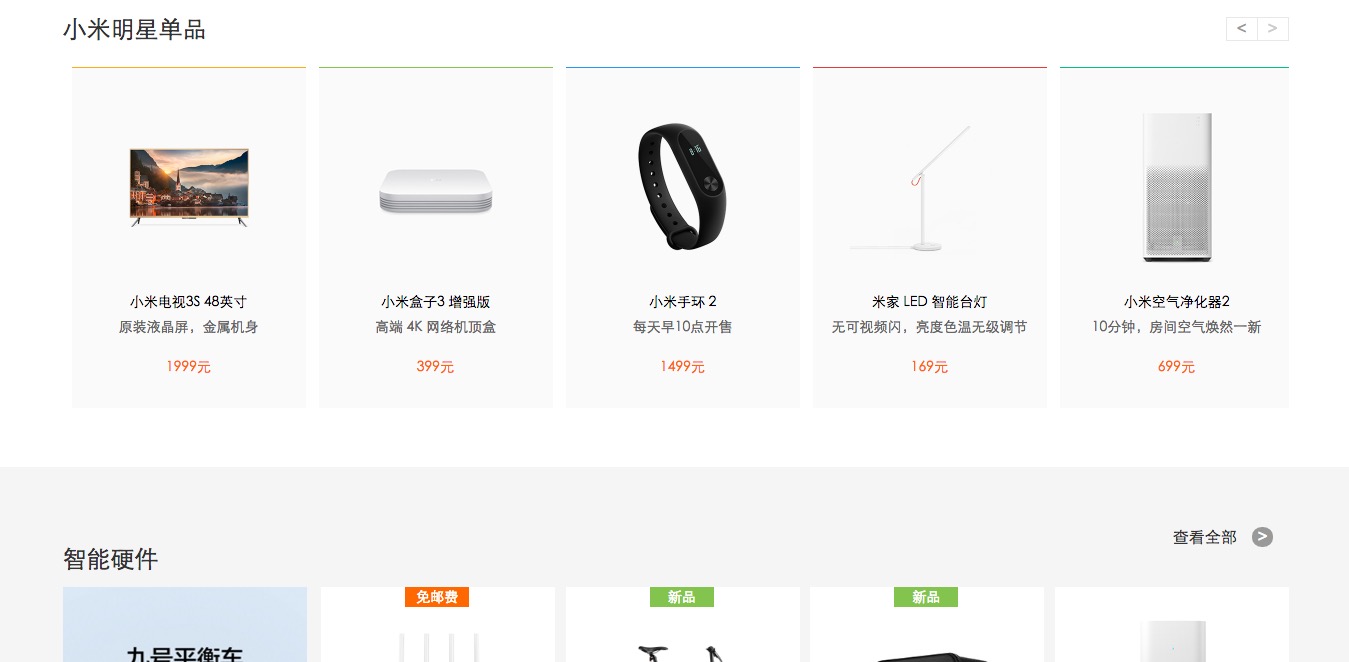 小米明星单品
< >
小米电视3S 48英寸
原装液晶屏，金属机身
1999元
小米盒子3 增强版
高端 4K 网络机顶盒
399元
小米手环 2
每天早10点开售
1499元
米家 LED 智能台灯
无可视频闪，亮度色温无级调节
169元
小米空气净化器2
10分钟，房间空气焕然一新
699元
智能硬件
查看全部 >
九号平衡车
免邮费
新品
新品